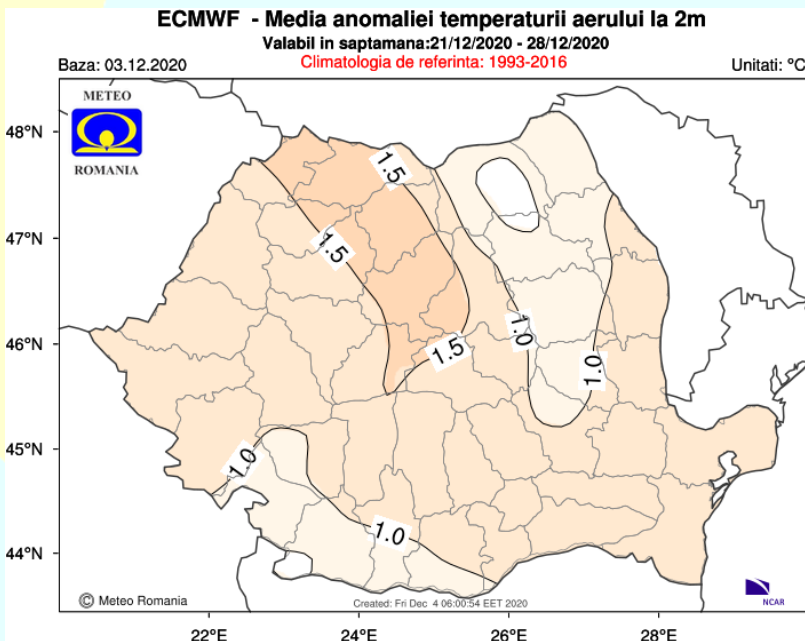 ECMWF - Media anomaliei temperaturii aerului la 2m
Valabil in saptamana:21/12/2020 - 28/12/2020
Baza: 03.12.2020
Climatologia de referinta: 1993-2016
Unitati: °C
METEO
ROMANIA
48°N
47°N
46°N
45°N
44°N
1.5
1.5
1.5
1.0
1.0
1.0
1.0
© Meteo Romania
Created: Fri Dec 4 06:00:54 EET 2020
NCAR
22°E
24°E
26°E
28°E